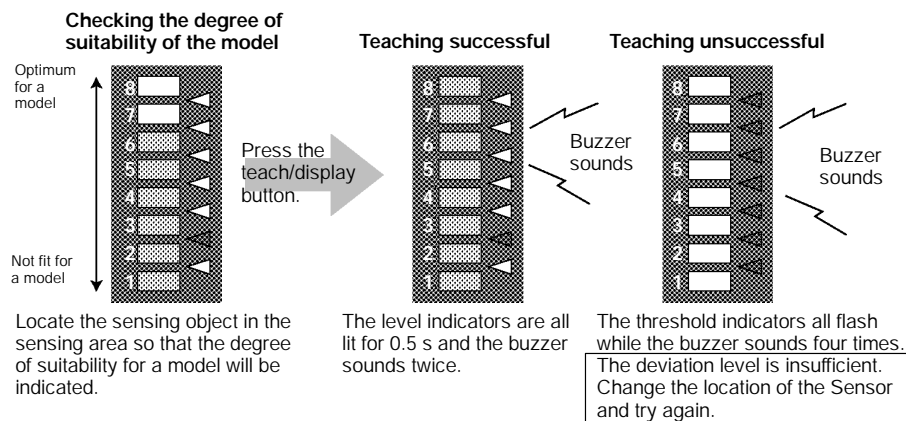 Checking the degree of
suitability of the model
Optimum
for a
model
Not fit for
a model
8
7
6
5
4
3
2
1
Locate the sensing object in the
sensing area so that the degree
of suitability for a model will be
indicated.
Press the
teach/display
button.
Teaching successful
8
7
6
5
4
3
2
1
Buzzer
sounds
The level indicators are all
lit for 0.5 s and the buzzer
sounds twice.
Teaching unsuccessful
8
7
6
5
4
3
2
1
Buzzer
sounds
The threshold indicators all flash
while the buzzer sounds four times.
The deviation level is insufficient.
Change the location of the Sensor
and try again.